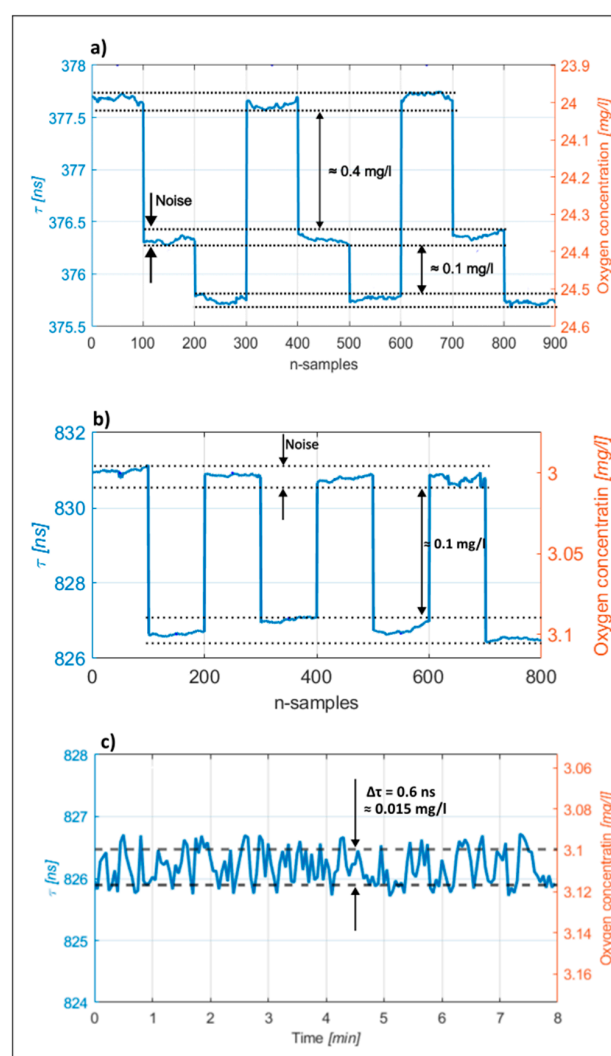 a)
378
377.5
377
376.5
376
375.5
τ [ns]
0 100 200 300 400 500 600 700 800 900
n-samples
23.9
24.0
24.1
24.2
24.3
24.4
24.5
24.6
Oxygen concentration [mg/l]
≈ 0.4 mg/l
Noise
≈ 0.1 mg/l
b)
832
830
828
826
τ [ns]
0 200 400 600 800
n-samples
3
3.05
3.1
Oxygen concentratin [mg/l]
Noise
≈ 0.1 mg/l
c)
828
827
826
825
824
τ [ns]
0 1 2 3 4 5 6 7 8
Time [min]
3.06
3.08
3.10
3.12
3.14
3.16
Oxygen concentration [mg/l]
Δτ = 0.6 ns
≈ 0.015 mg/l